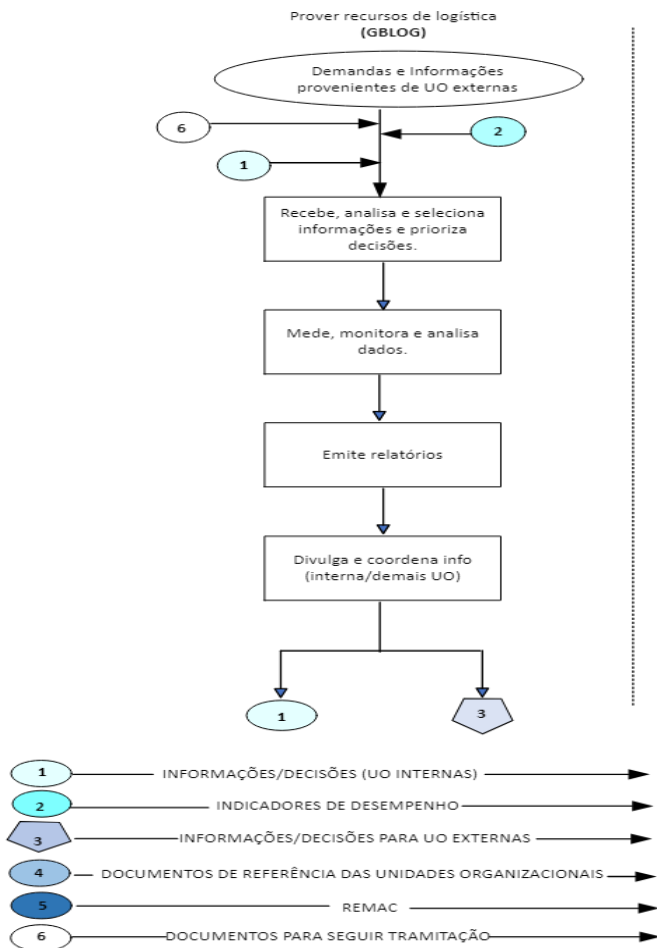 Prover recursos de logística
(GBLOG)
Demandas e Informações
provenientes de UO externas
6
2
1
Recebe, analisa e seleciona
informações e prioriza
decisões.
Mede, monitora e analisa
dados.
Emite relatórios
Divulga e coordena info
(interna/demais UO)
1
3
1 INFORMAÇÕES/DECISÕES (UO INTERNAS)
2 INDICADORES DE DESEMPENHO
3 INFORMAÇÕES/DECISÕES PARA UO EXTERNAS
4 DOCUMENTOS DE REFERÊNCIA DAS UNIDADES ORGANIZACIONAIS
5 REMAC
6 DOCUMENTOS PARA SEGUIR TRAMITAÇÃO